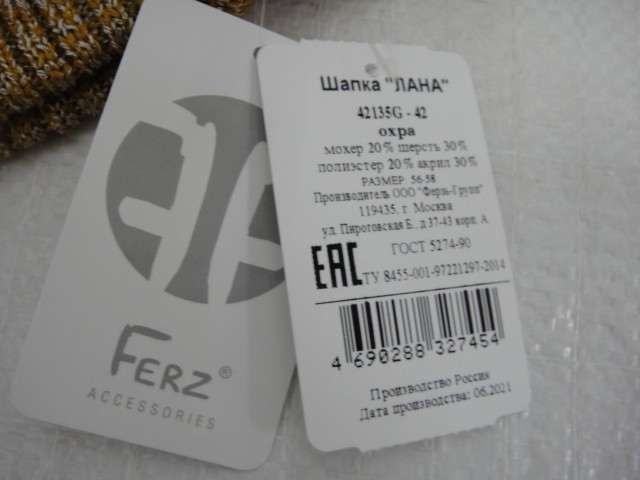 Шапка "ЛАНА"
42135G - 42
охра
мохер 20% шерсть 30%
полиэстер 20% акрил 30%
РАЗМЕР: 56-58
Производитель ООО "Ферзь-Групп"
119435, г. Москва
ул. Пироговская Б., д 37-43 корп. А
ГОСТ 5274-90
EAC ТУ 8455-001-97221297-2014
4 690288 327454
Производство Россия
Дата производства: 06.2021
FERZ®
ACCESSORIES